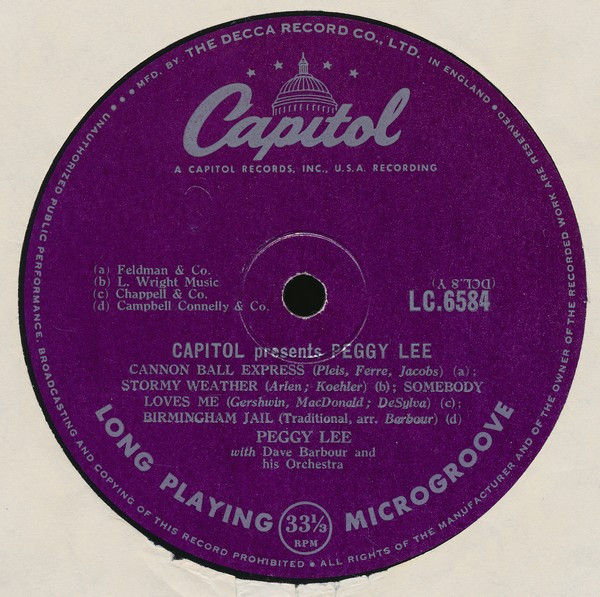 • • • MFD. BY. THE DECCA RECORD CO., LTD. IN ENGLAND •
Capitol
A CAPITOL RECORDS, INC., U.S.A. RECORDING
(a) Feldman & Co.
(b) L. Wright Music
(c) Chappell & Co.
(d) Campbell Connelly & Co.
(DCL. 8 Y)
LC.6584
CAPITOL presents PEGGY LEE
CANNON BALL EXPRESS (Pleis, Ferre, Jacobs) (a);
STORMY WEATHER (Arlen; Koehler) (b); SOMEBODY
LOVES ME (Gershwin, MacDonald; DeSylva) (c);
BIRMINGHAM JAIL (Traditional, arr. Barbour) (d)
PEGGY LEE
with Dave Barbour and
his Orchestra
LONG PLAYING 33⅓ RPM MICROGROOVE
UNAUTHORIZED PUBLIC PERFORMANCE, BROADCASTING AND COPYING OF THIS RECORD PROHIBITED • ALL RIGHTS OF THE MANUFACTURER AND OF THE OWNER OF THE RECORDED WORK ARE RESERVED •